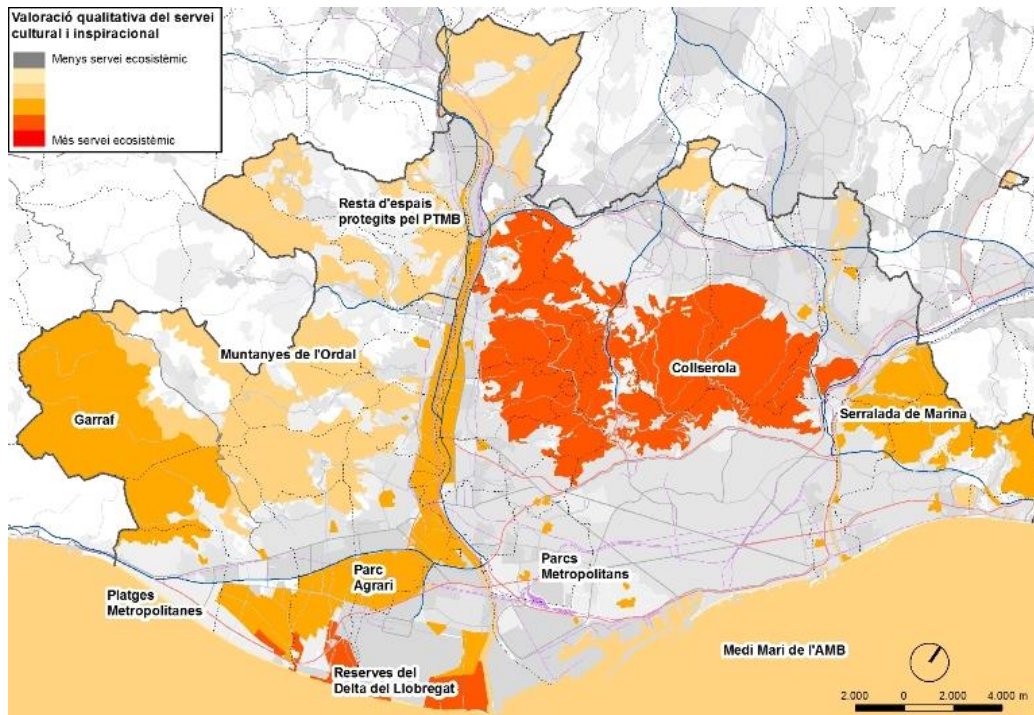 Valoració qualitativa del servei
cultural i inspiracional
Menys servei ecosistèmic
Més servei ecosistèmic
Resta d'espais
protegits pel PTMB
Muntanyes de l'Ordal
Collserola
Garraf
Serralada de Marina
Parc
Agrari
Parcs
Metropolitans
Platges
Metropolitanes
Medi Mari de l'AMB
Reserves del
Delta del Llobregat
2.000 0 2.000 4.000 m